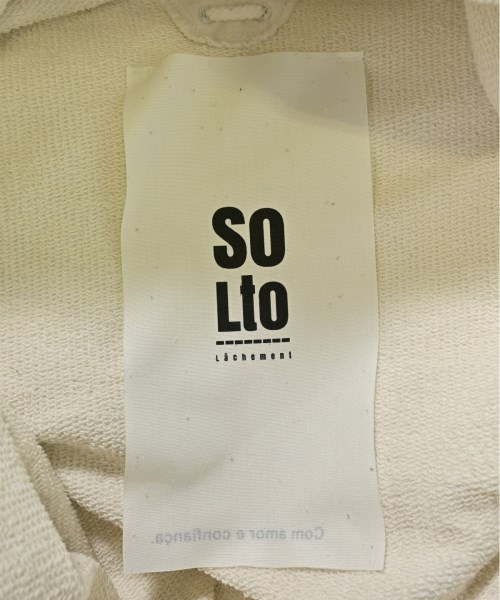 SO
Lto
Lâchement
Com amor e confiança.